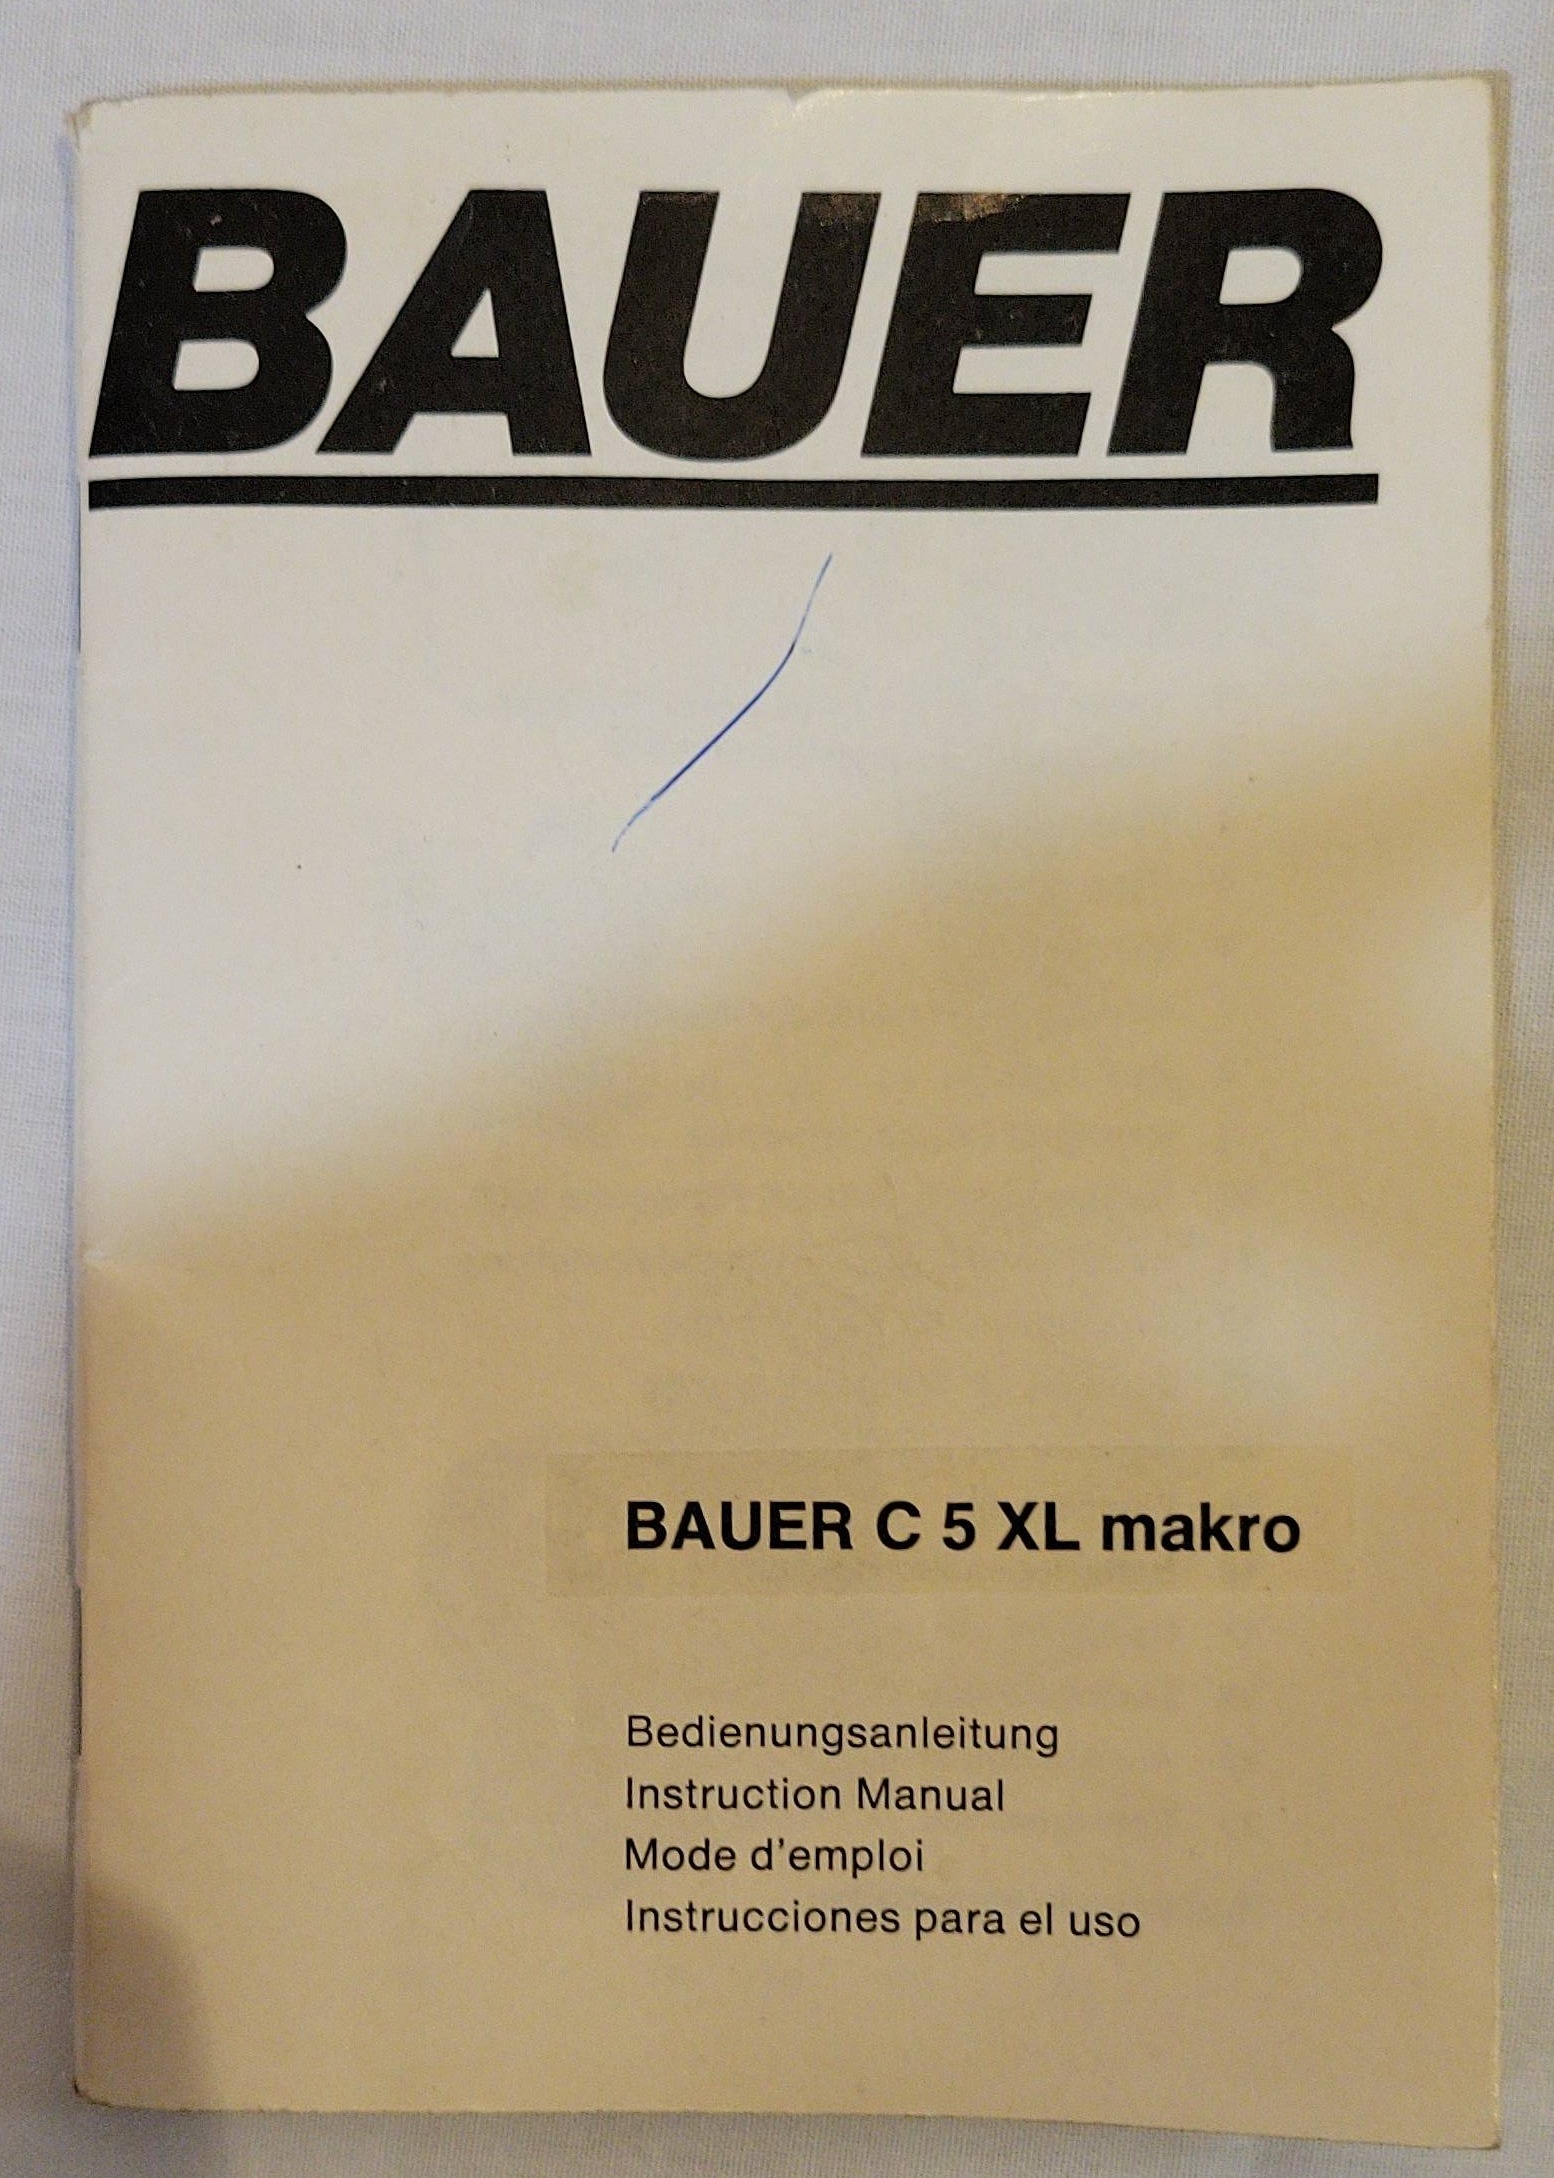 BAUER
BAUER C 5 XL makro
Bedienungsanleitung
Instruction Manual
Mode d'emploi
Instrucciones para el uso